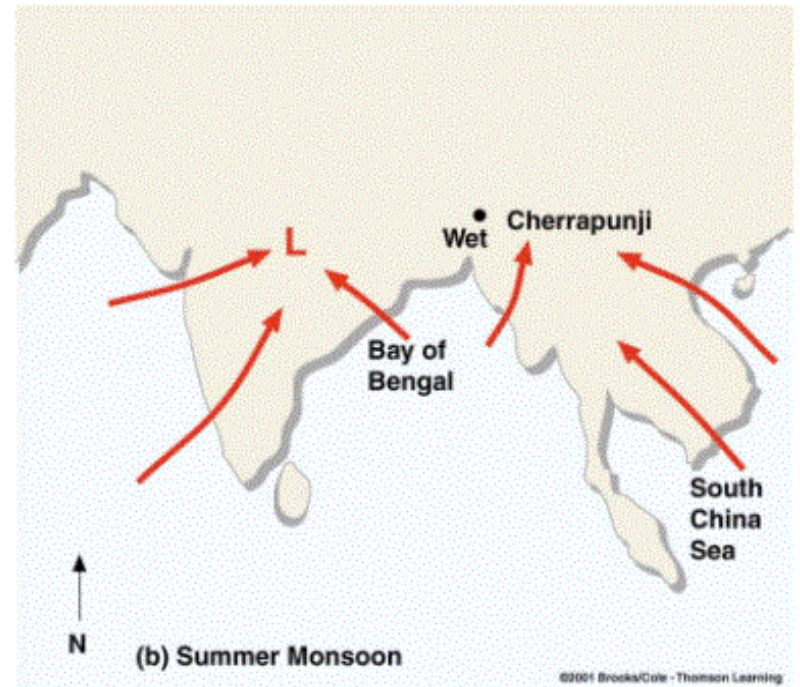 L
Wet
Cherrapunji
Bay of
Bengal
South
China
Sea
N
(b) Summer Monsoon
©2001 Brooks/Cole - Thomson Learning